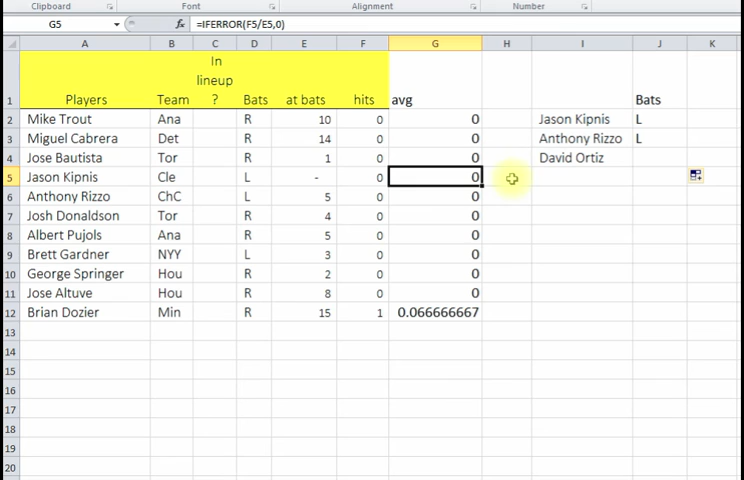 Clipboard Font Alignment Number
G5 fx =IFERROR(F5/E5,0)
A B C D E F G H I J K
In
lineup
1 Players Team ? Bats at bats hits avg Bats
2 Mike Trout Ana R 10 0 0 Jason Kipnis L
3 Miguel Cabrera Det R 14 0 0 Anthony Rizzo L
4 Jose Bautista Tor R 1 0 0 David Ortiz
5 Jason Kipnis Cle L - 0 0
6 Anthony Rizzo ChC L 5 0 0
7 Josh Donaldson Tor R 4 0 0
8 Albert Pujols Ana R 5 0 0
9 Brett Gardner NYY L 3 0 0
10 George Springer Hou R 2 0 0
11 Jose Altuve Hou R 8 0 0
12 Brian Dozier Min R 15 1 0.066666667
13
14
15
16
17
18
19
20